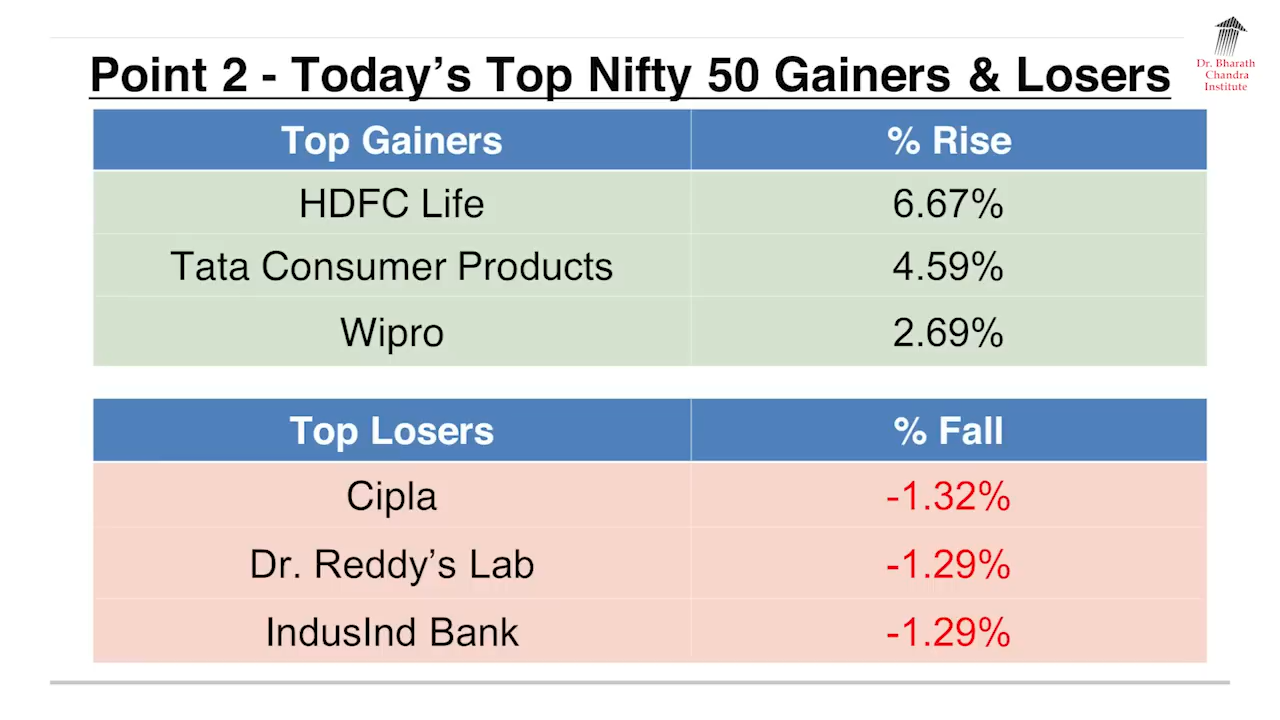 Point 2 - Today’s Top Nifty 50 Gainers & Losers
Dr. Bharath
Chandra
Institute
Top Gainers % Rise
HDFC Life 6.67%
Tata Consumer Products 4.59%
Wipro 2.69%
Top Losers % Fall
Cipla -1.32%
Dr. Reddy’s Lab -1.29%
IndusInd Bank -1.29%